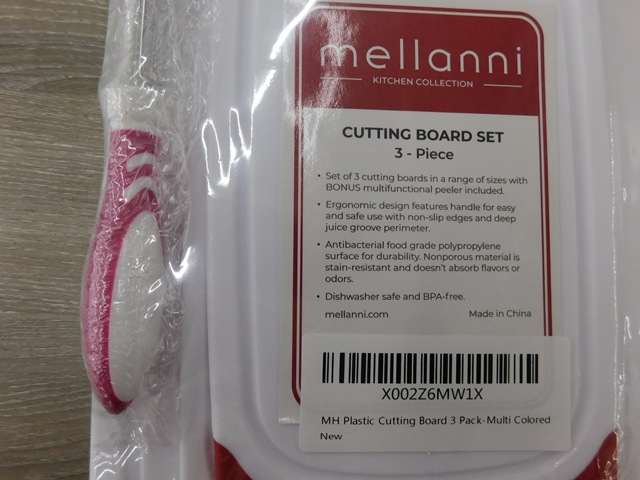 mellanni
KITCHEN COLLECTION
CUTTING BOARD SET
3 - Piece
• Set of 3 cutting boards in a range of sizes with
BONUS multifunctional peeler included.
• Ergonomic design features handle for easy
and safe use with non-slip edges and deep
juice groove perimeter.
• Antibacterial food grade polypropylene
surface for durability. Nonporous material is
stain-resistant and doesn't absorb flavors or
odors.
• Dishwasher safe and BPA-free.
mellanni.com Made in China
X002Z6MW1X
MH Plastic Cutting Board 3 Pack-Multi Colored
New